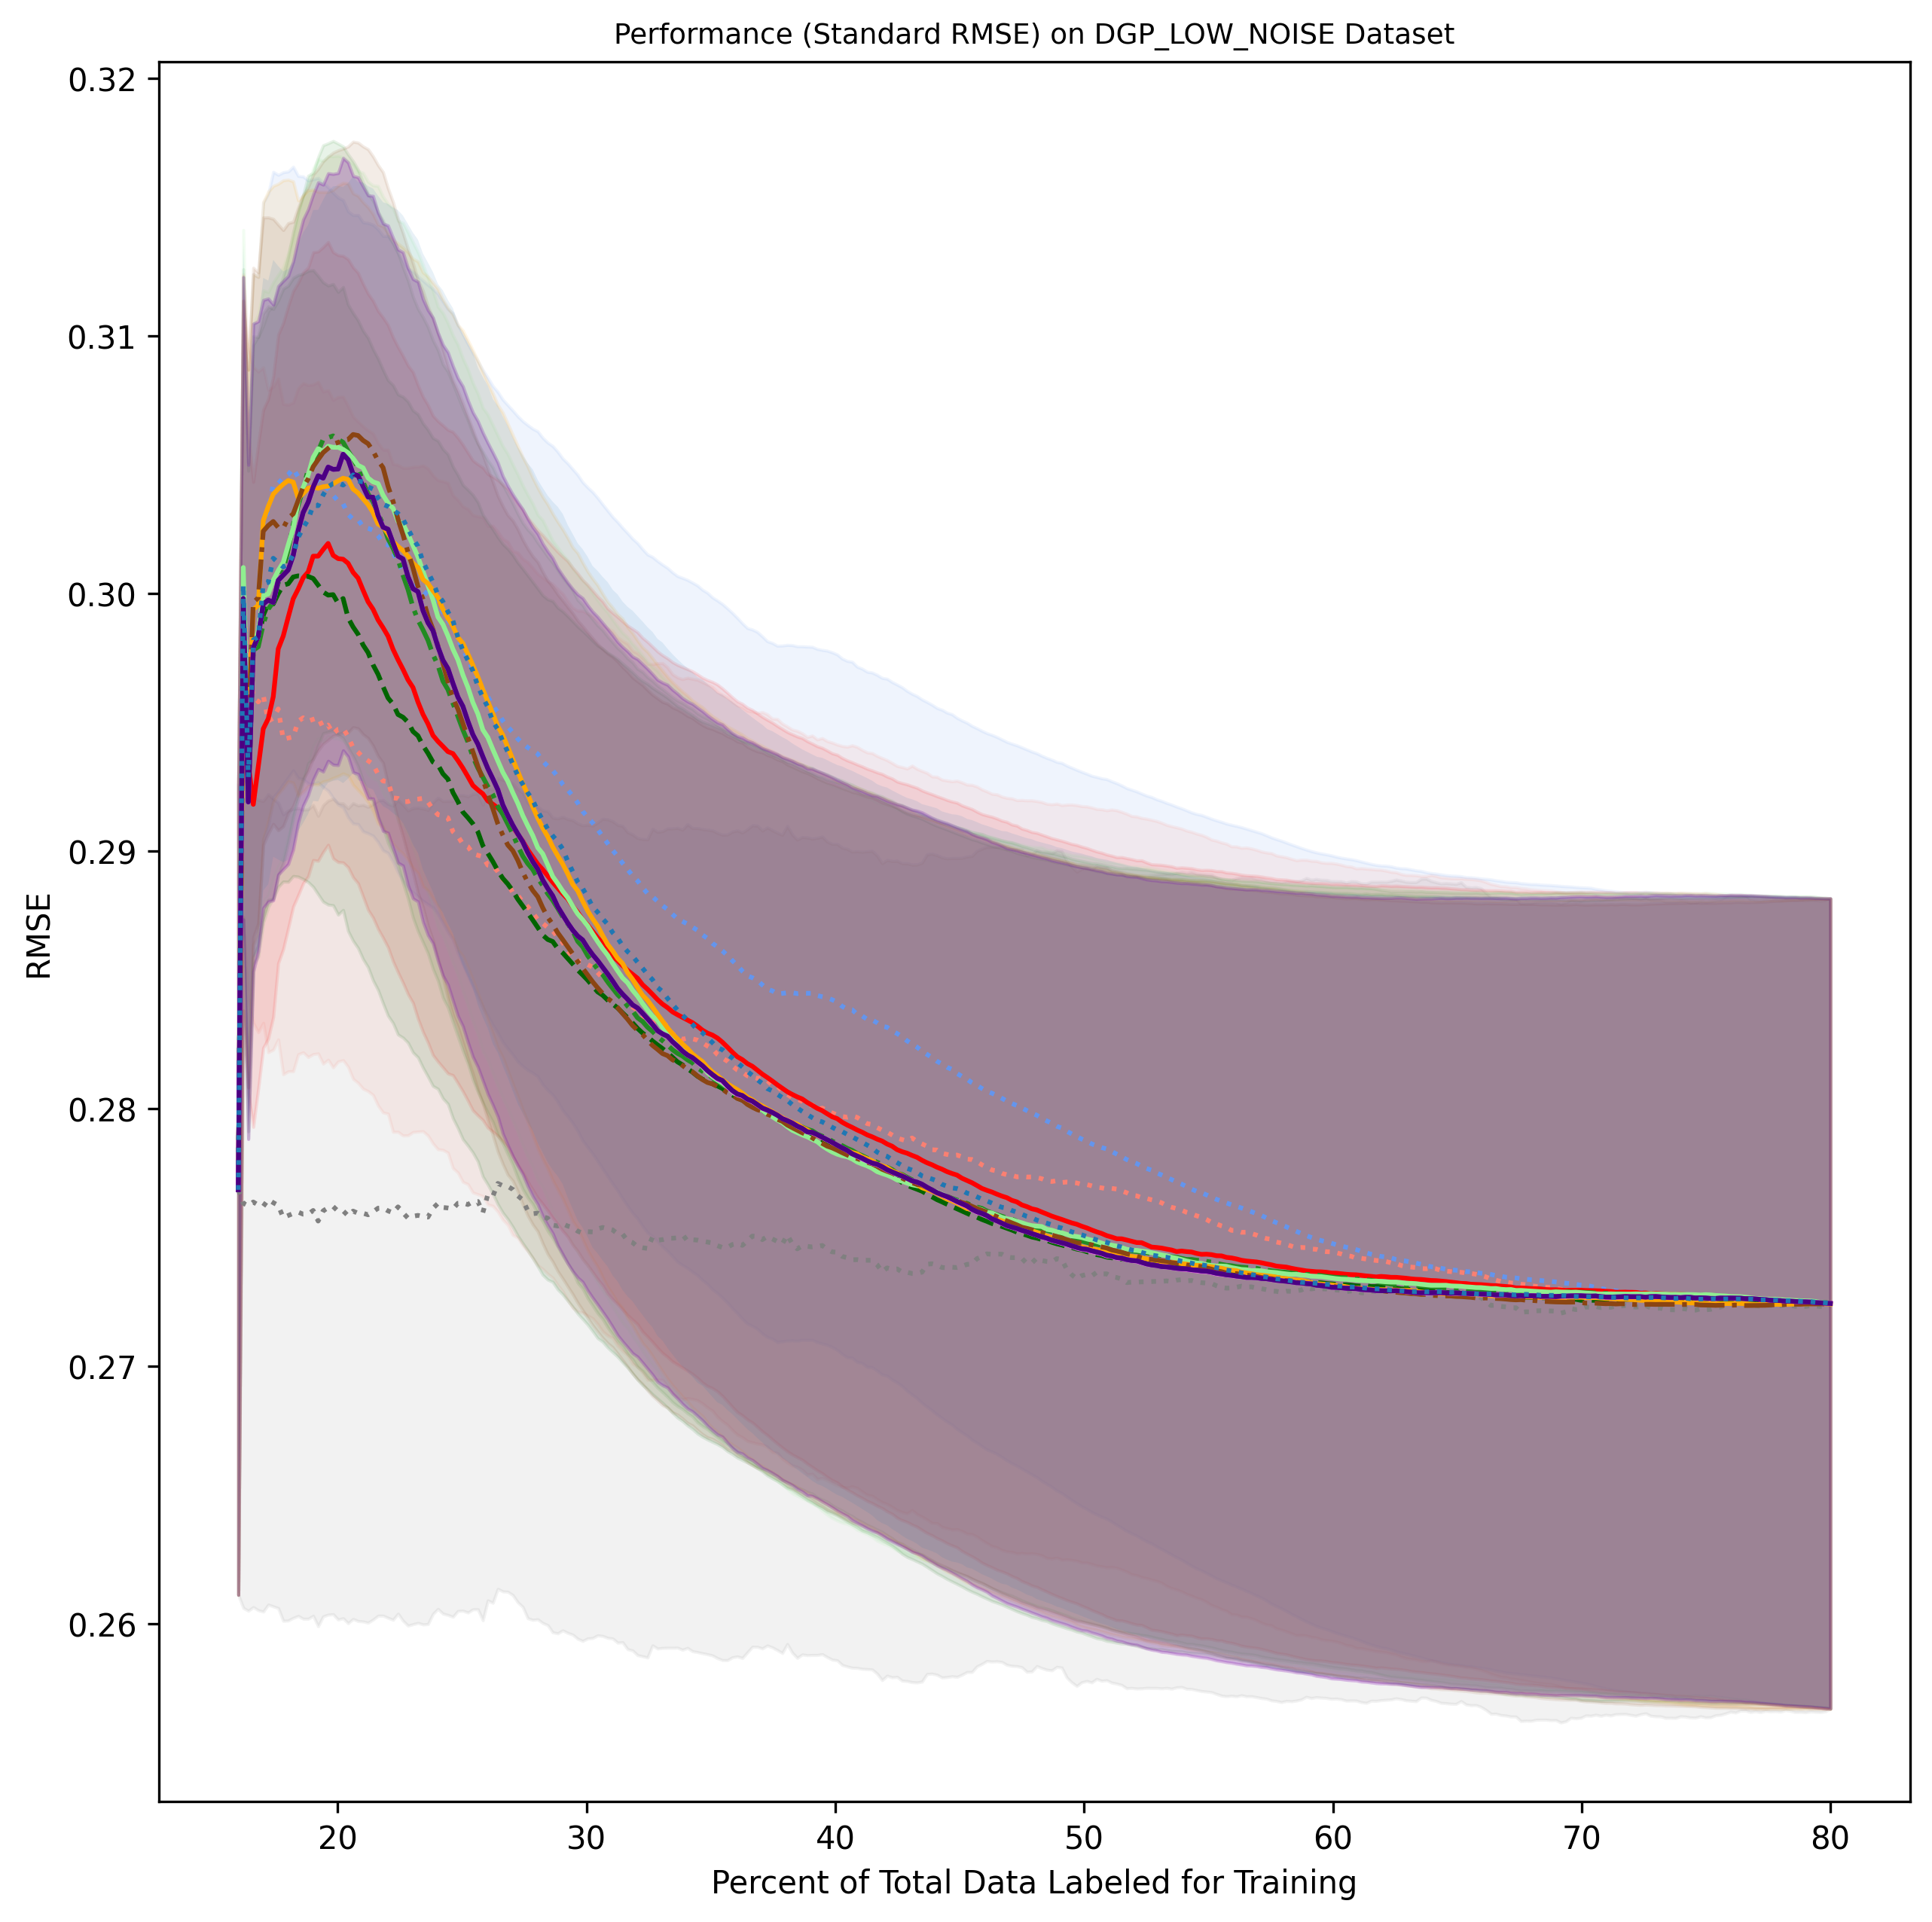 Performance (Standard RMSE) on DGP_LOW_NOISE Dataset
0.32
0.31
0.30
0.29
0.28
0.27
0.26
RMSE
20 30 40 50 60 70 80
Percent of Total Data Labeled for Training